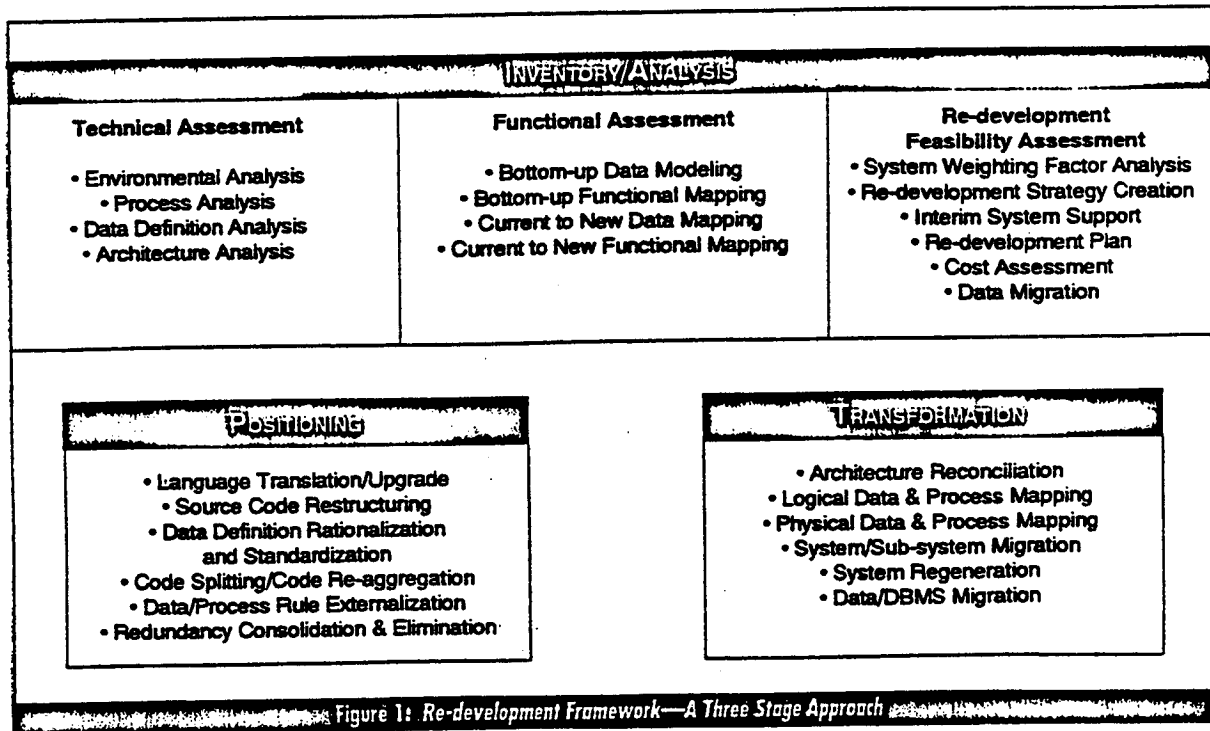 INVENTORY/ANALYSIS
Technical Assessment
• Environmental Analysis
• Process Analysis
• Data Definition Analysis
• Architecture Analysis
Functional Assessment
• Bottom-up Data Modeling
• Bottom-up Functional Mapping
• Current to New Data Mapping
• Current to New Functional Mapping
Re-development
Feasibility Assessment
• System Weighting Factor Analysis
• Re-development Strategy Creation
• Interim System Support
• Re-development Plan
• Cost Assessment
• Data Migration
POSITIONING
• Language Translation/Upgrade
• Source Code Restructuring
• Data Definition Rationalization
and Standardization
• Code Splitting/Code Re-aggregation
• Data/Process Rule Externalization
• Redundancy Consolidation & Elimination
TRANSFORMATION
• Architecture Reconciliation
• Logical Data & Process Mapping
• Physical Data & Process Mapping
• System/Sub-system Migration
• System Regeneration
• Data/DBMS Migration
Figure 1: Re-development Framework—A Three Stage Approach